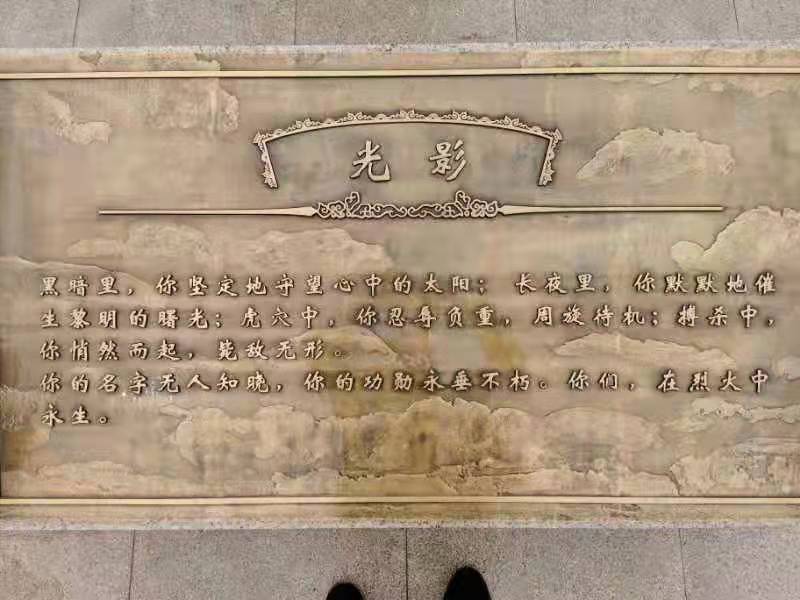 光影
黑暗里，你坚定地守望心中的太阳；长夜里，你默默地催
生黎明的曙光；虎穴中，你忍辱负重，周旋待机；搏杀中，
你悄然而起，毙敌无形。
你的名字无人知晓，你的功勋永垂不朽。你们，在烈火中
永生。